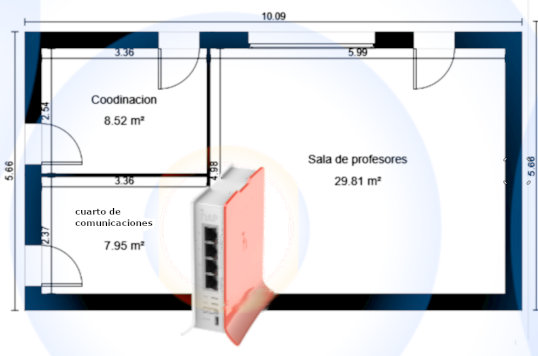 10.09
3.36
5.99
Coodinacion
8.52 m²
2.54
5.66
4.98
Sala de profesores
29.81 m²
5.66
3.36
cuarto de
comunicaciones
7.95 m²
2.37